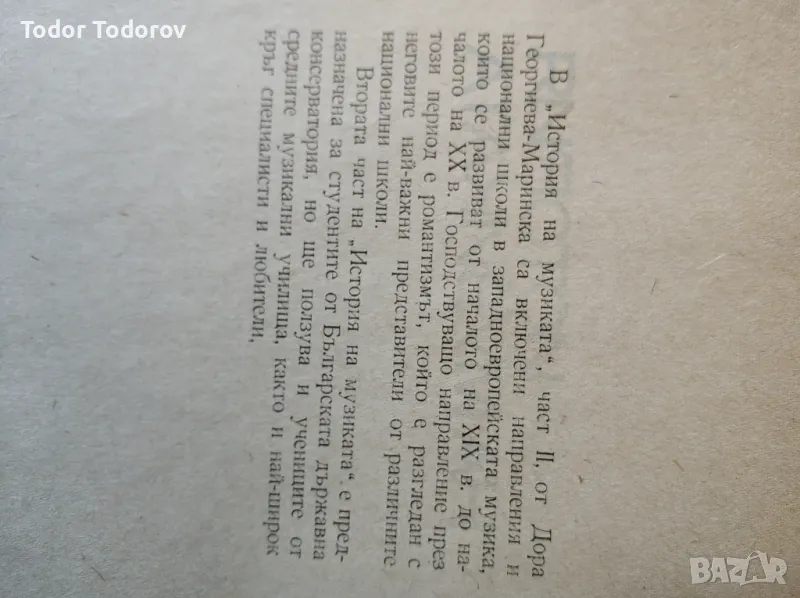 Todor Todorov
В „История на музиката“, част II, от Дора
Георгиева-Маринска са включени направления и
национални школи в западноевропейската музика,
които се развиват от началото на XIX в. до на-
чалото на XX в. Господствуващо направление през
този период е романтизмът, който е разгледан с
неговите най-важни представители от различните
национални школи.
Втората част на „История на музиката“. е пред-
назначена за студентите от Българската държавна
консерватория, но ще ползува и учениците от
средните музикални училища, както и най-широк
кръг специалисти и любители,
BAZAR